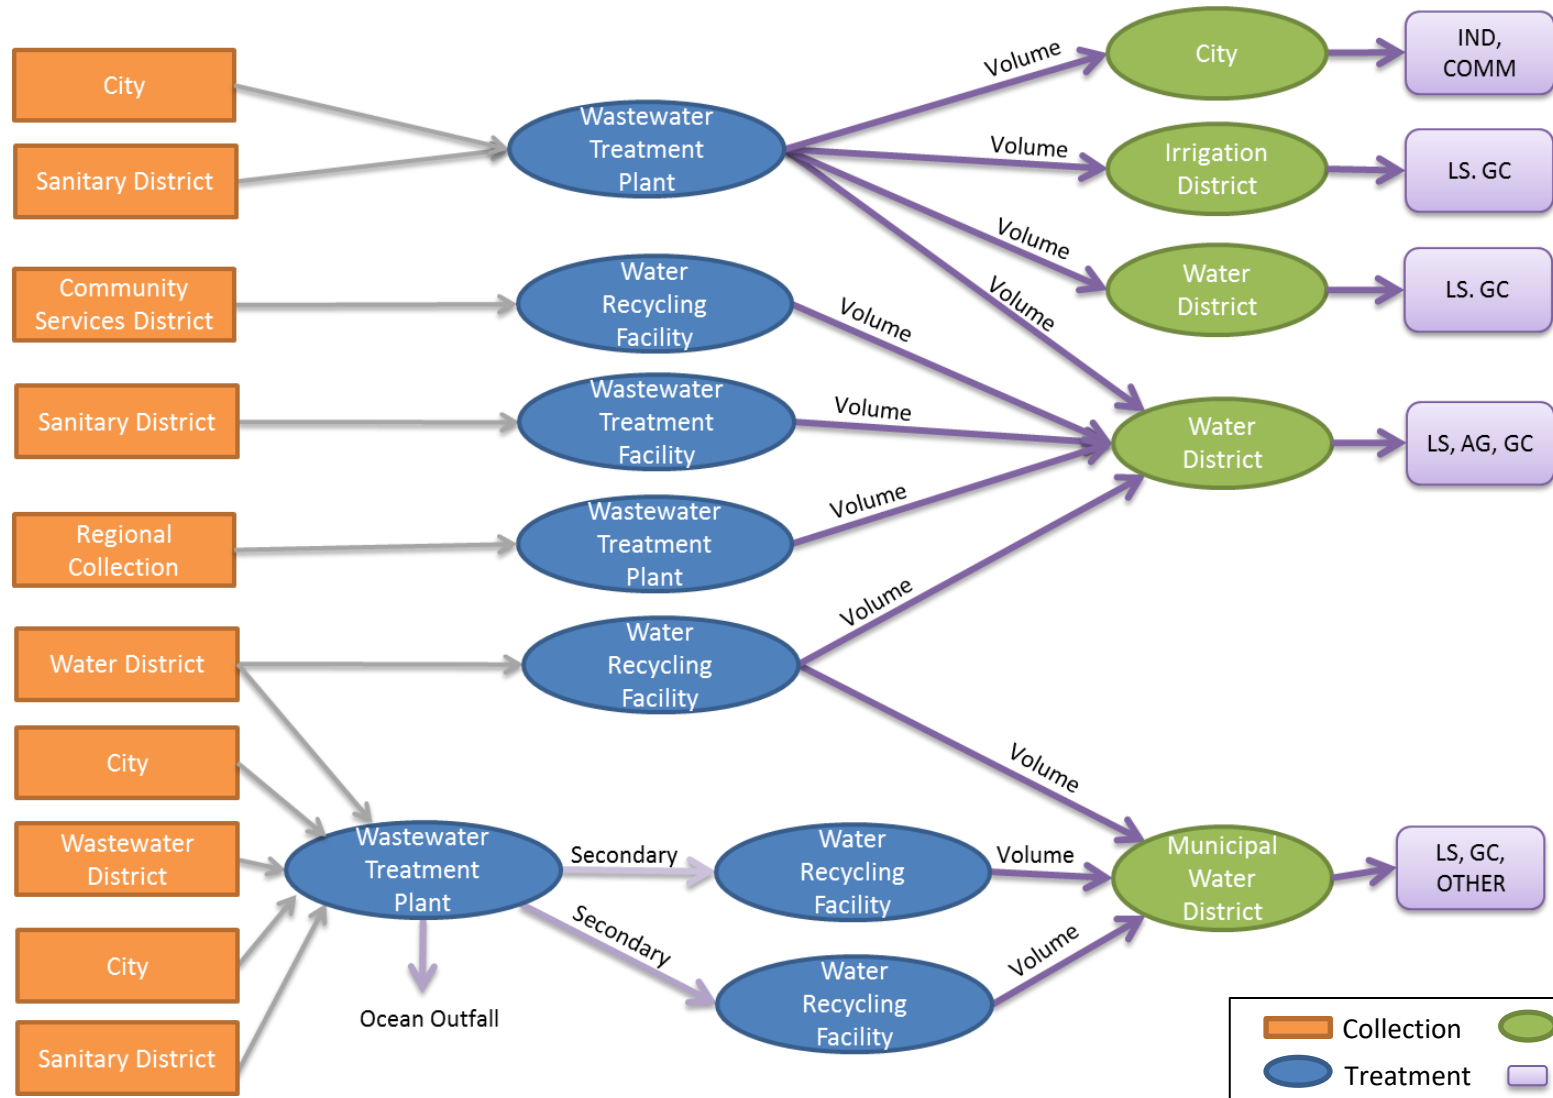 City
Sanitary District
Community
Services District
Sanitary District
Regional
Collection
Water District
City
Wastewater
District
City
Sanitary District
Wastewater
Treatment
Plant
Water
Recycling
Facility
Wastewater
Treatment
Facility
Wastewater
Treatment
Plant
Water
Recycling
Facility
Wastewater
Treatment
Plant
Ocean Outfall
Secondary
Secondary
Water
Recycling
Facility
Water
Recycling
Facility
Volume
Volume
Volume
Volume
Volume
Volume
Volume
Volume
Volume
Volume
Volume
City
Irrigation
District
Water
District
Water
District
Municipal
Water
District
IND,
COMM
LS. GC
LS. GC
LS, AG, GC
LS, GC,
OTHER
Collection
Treatment